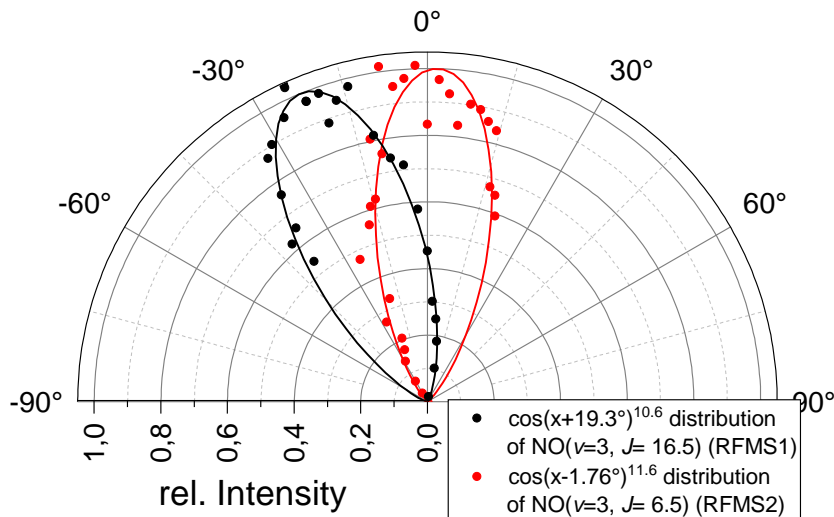 0°
-30°
30°
-60°
60°
-90°
90°
1,0
0,8
0,6
0,4
0,2
0,0
rel. Intensity
cos(x+19.3°)^10.6 distribution
of NO(v=3, J= 16.5) (RFMS1)
cos(x-1.76°)^11.6 distribution
of NO(v=3, J= 6.5) (RFMS2)